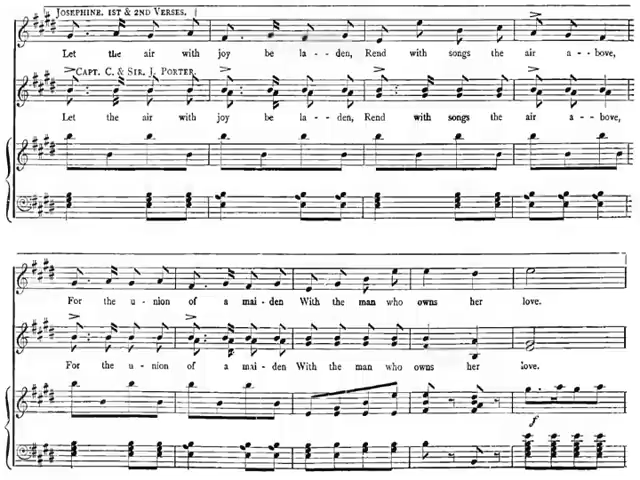 JOSEPHINE. 1ST & 2ND VERSES.
Let the air with joy be la - - den, Rend with songs the air a - - bove,
CAPT. C. & SIR. J. PORTER.
Let the air with joy be la - - den, Rend with songs the air a - - bove,
For the u - nion of a mai - den With the man who owns her love.
For the u - nion of a mai - den With the man who owns her love.
f